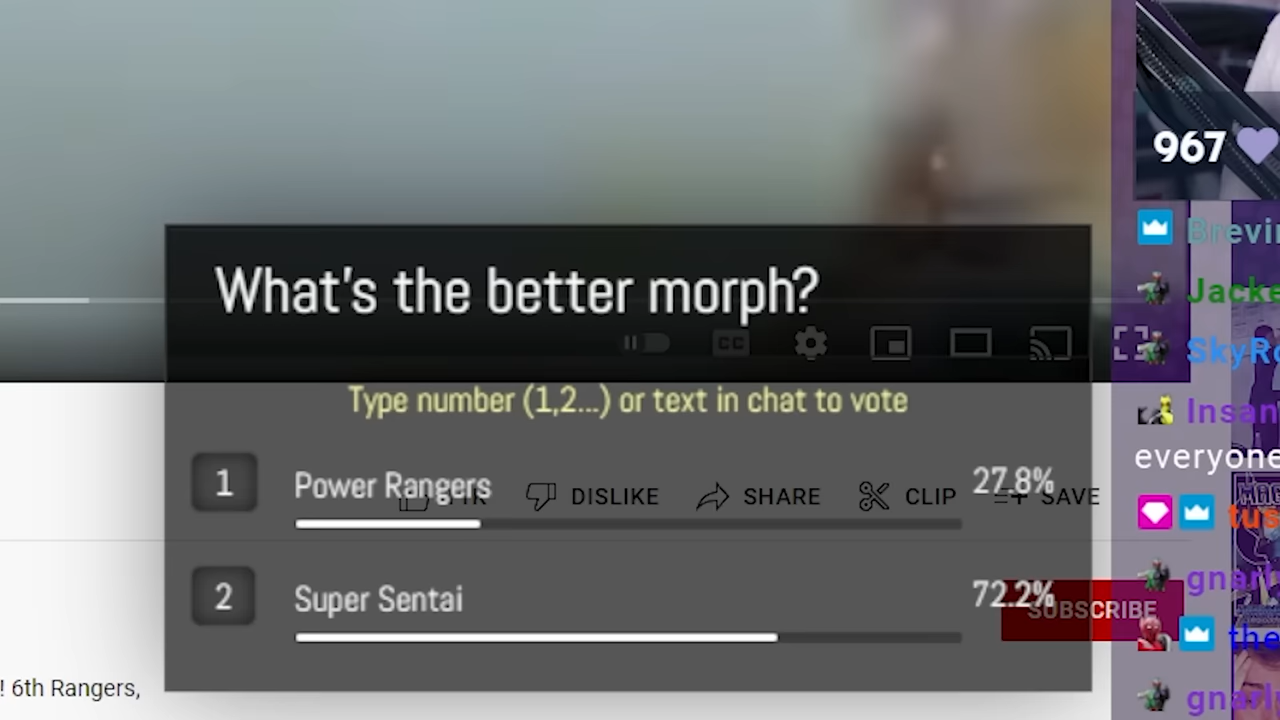 967
What's the better morph?
CC
Type number (1,2...) or text in chat to vote
1
Power Rangers
27.8%
DISLIKE
SHARE
CLIP
SAVE
everyone
2
Super Sentai
72.2%
SUBSCRIBE
! 6th Rangers,